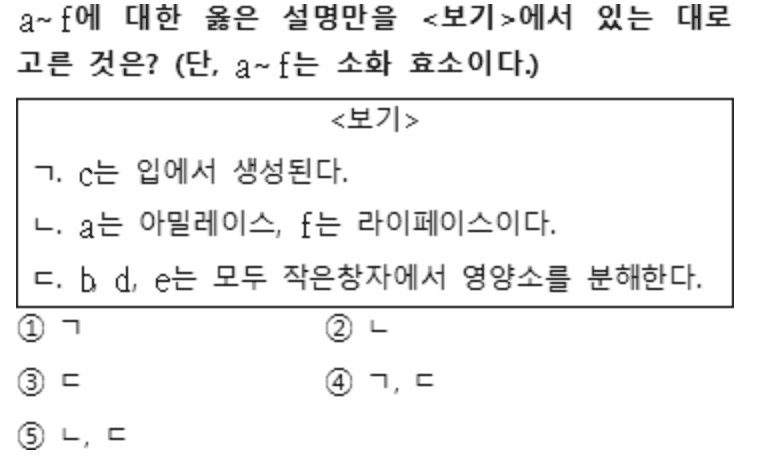 a~f에 대한 옳은 설명만을 <보기>에서 있는 대로
고른 것은? (단, a~f는 소화 효소이다.)
<보기>
ㄱ. c는 입에서 생성된다.
ㄴ. a는 아밀레이스, f는 라이페이스이다.
ㄷ. b, d, e는 모두 작은창자에서 영양소를 분해한다.
① ㄱ ② ㄴ
③ ㄷ ④ ㄱ, ㄷ
⑤ ㄴ, ㄷ